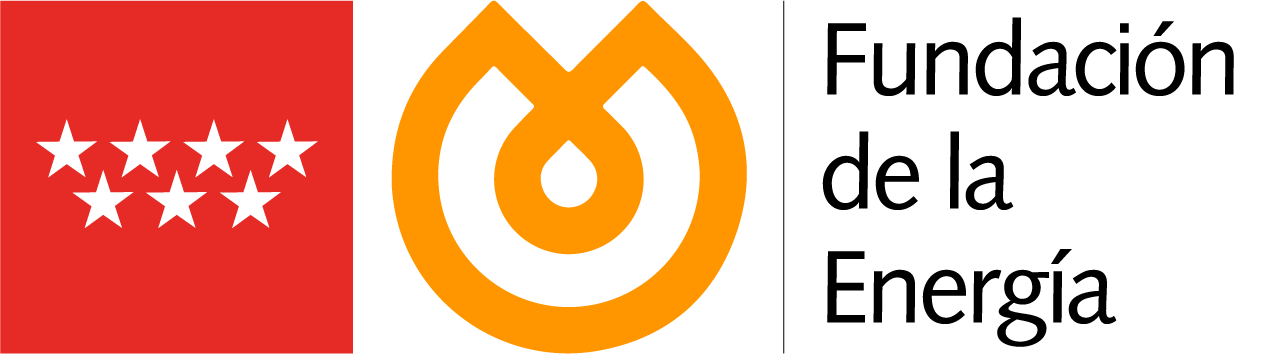 Fundación
de la
Energía